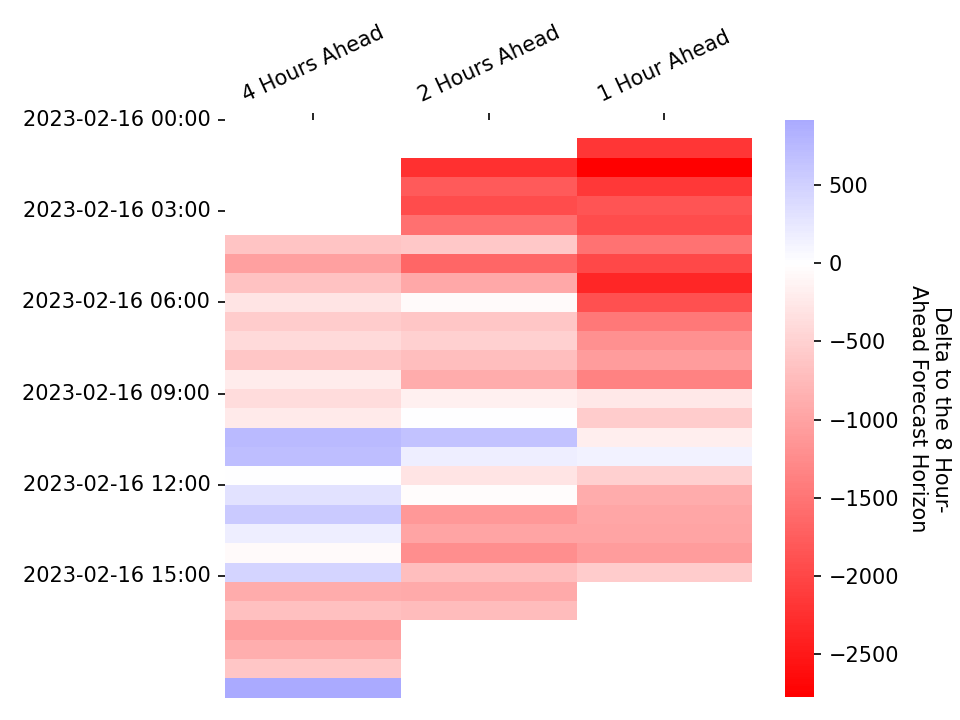 4 Hours Ahead
2 Hours Ahead
1 Hour Ahead
2023-02-16 00:00
2023-02-16 03:00
2023-02-16 06:00
2023-02-16 09:00
2023-02-16 12:00
2023-02-16 15:00
500
0
−500
−1000
−1500
−2000
−2500
Delta to the 8 Hour-
Ahead Forecast Horizon